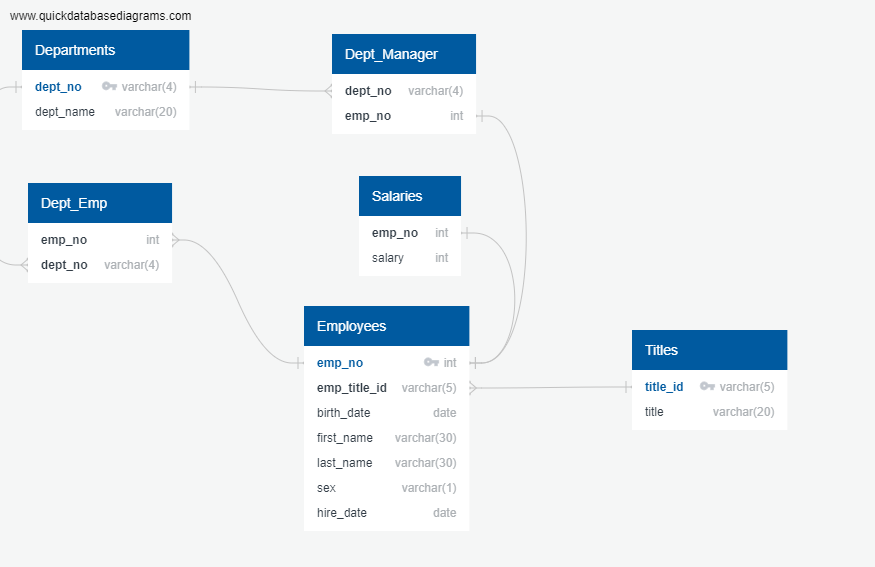 www.quickdatabasediagrams.com
Departments
dept_no varchar(4)
dept_name varchar(20)
Dept_Manager
dept_no varchar(4)
emp_no int
Dept_Emp
emp_no int
dept_no varchar(4)
Salaries
emp_no int
salary int
Employees
emp_no int
emp_title_id varchar(5)
birth_date date
first_name varchar(30)
last_name varchar(30)
sex varchar(1)
hire_date date
Titles
title_id varchar(5)
title varchar(20)